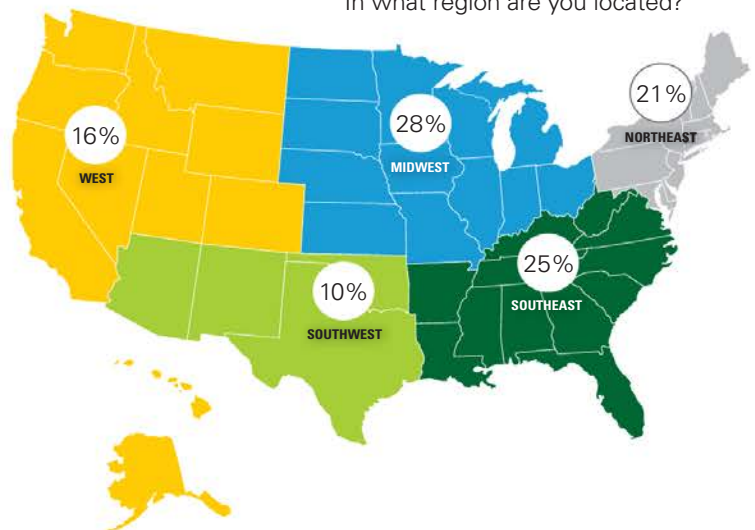 In what region are you located?
16%
WEST
28%
MIDWEST
21%
NORTHEAST
25%
SOUTHEAST
10%
SOUTHWEST